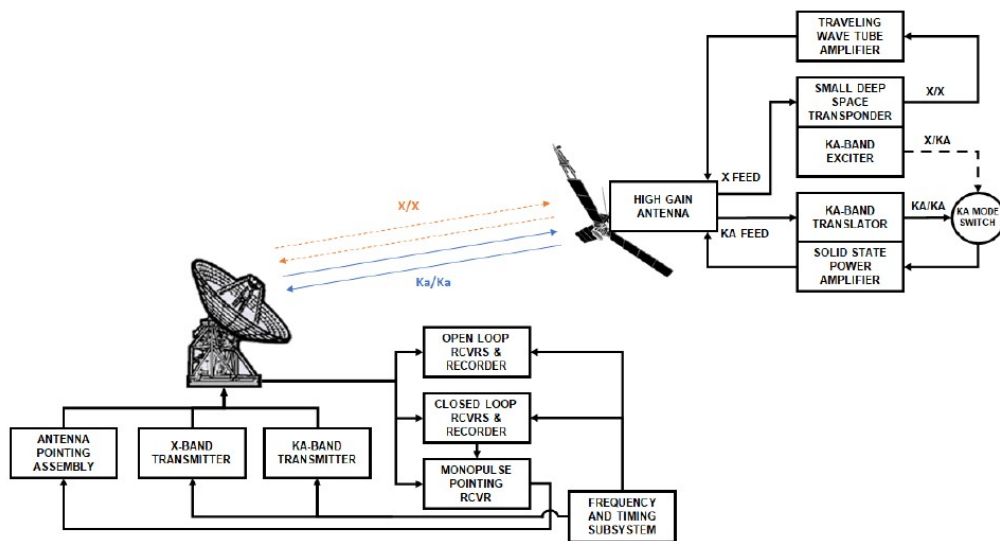 TRAVELING
WAVE TUBE
AMPLIFIER
SMALL DEEP
SPACE
TRANSPONDER
X/X
KA-BAND
EXCITER
X/KA
X FEED
HIGH GAIN
ANTENNA
KA FEED
KA-BAND
TRANSLATOR
KA/KA
KA MODE
SWITCH
SOLID STATE
POWER
AMPLIFIER
X/X
Ka/Ka
OPEN LOOP
RCVRS &
RECORDER
CLOSED LOOP
RCVRS &
RECORDER
ANTENNA
POINTING
ASSEMBLY
X-BAND
TRANSMITTER
KA-BAND
TRANSMITTER
MONOPULSE
POINTING
RCVR
FREQUENCY
AND TIMING
SUBSYSTEM